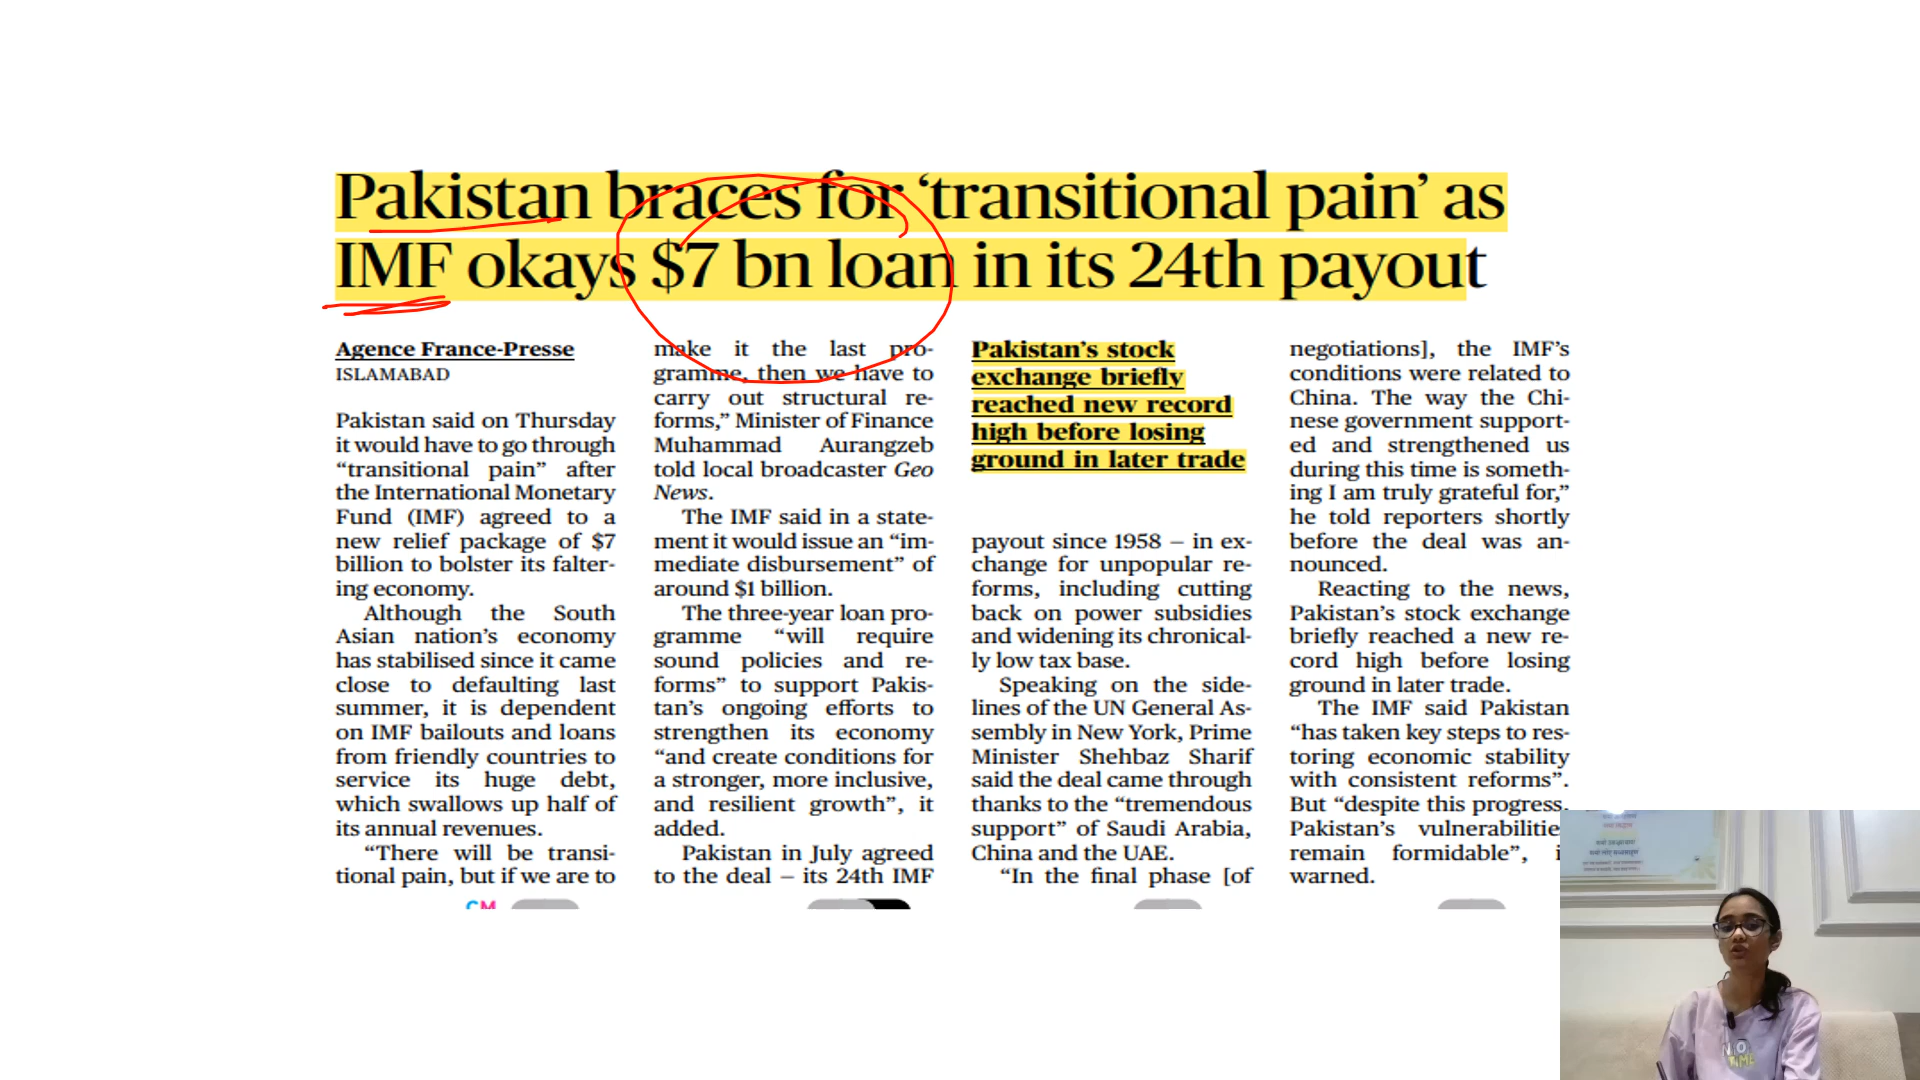 Pakistan braces for ‘transitional pain’ as
IMF okays $7 bn loan in its 24th payout
Agence France-Presse
ISLAMABAD
Pakistan said on Thursday
it would have to go through
“transitional pain” after
the International Monetary
Fund (IMF) agreed to a
new relief package of $7
billion to bolster its falter-
ing economy.
Although the South
Asian nation’s economy
has stabilised since it came
close to defaulting last
summer, it is dependent
on IMF bailouts and loans
from friendly countries to
service its huge debt,
which swallows up half of
its annual revenues.
“There will be transi-
tional pain, but if we are to
make it the last pro-
gramme, then we have to
carry out structural re-
forms,” Minister of Finance
Muhammad Aurangzeb
told local broadcaster Geo
News.
The IMF said in a state-
ment it would issue an “im-
mediate disbursement” of
around $1 billion.
The three-year loan pro-
gramme “will require
sound policies and re-
forms” to support Pakis-
tan’s ongoing efforts to
strengthen its economy
“and create conditions for
a stronger, more inclusive,
and resilient growth”, it
added.
Pakistan in July agreed
to the deal – its 24th IMF
Pakistan’s stock
exchange briefly
reached new record
high before losing
ground in later trade
payout since 1958 – in ex-
change for unpopular re-
forms, including cutting
back on power subsidies
and widening its chronical-
ly low tax base.
Speaking on the side-
lines of the UN General As-
sembly in New York, Prime
Minister Shehbaz Sharif
said the deal came through
thanks to the “tremendous
support” of Saudi Arabia,
China and the UAE.
“In the final phase [of
negotiations], the IMF’s
conditions were related to
China. The way the Chi-
nese government support-
ed and strengthened us
during this time is someth-
ing I am truly grateful for,”
he told reporters shortly
before the deal was an-
nounced.
Reacting to the news,
Pakistan’s stock exchange
briefly reached a new re-
cord high before losing
ground in later trade.
The IMF said Pakistan
“has taken key steps to res-
toring economic stability
with consistent reforms”.
But “despite this progress,
Pakistan’s vulnerabilitie
remain formidable”, i
warned.
CM